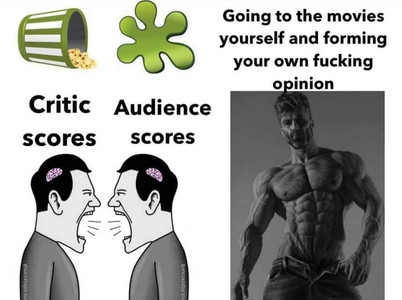 Going to the movies
yourself and forming
your own fucking
opinion
Critic
scores
Audience
scores